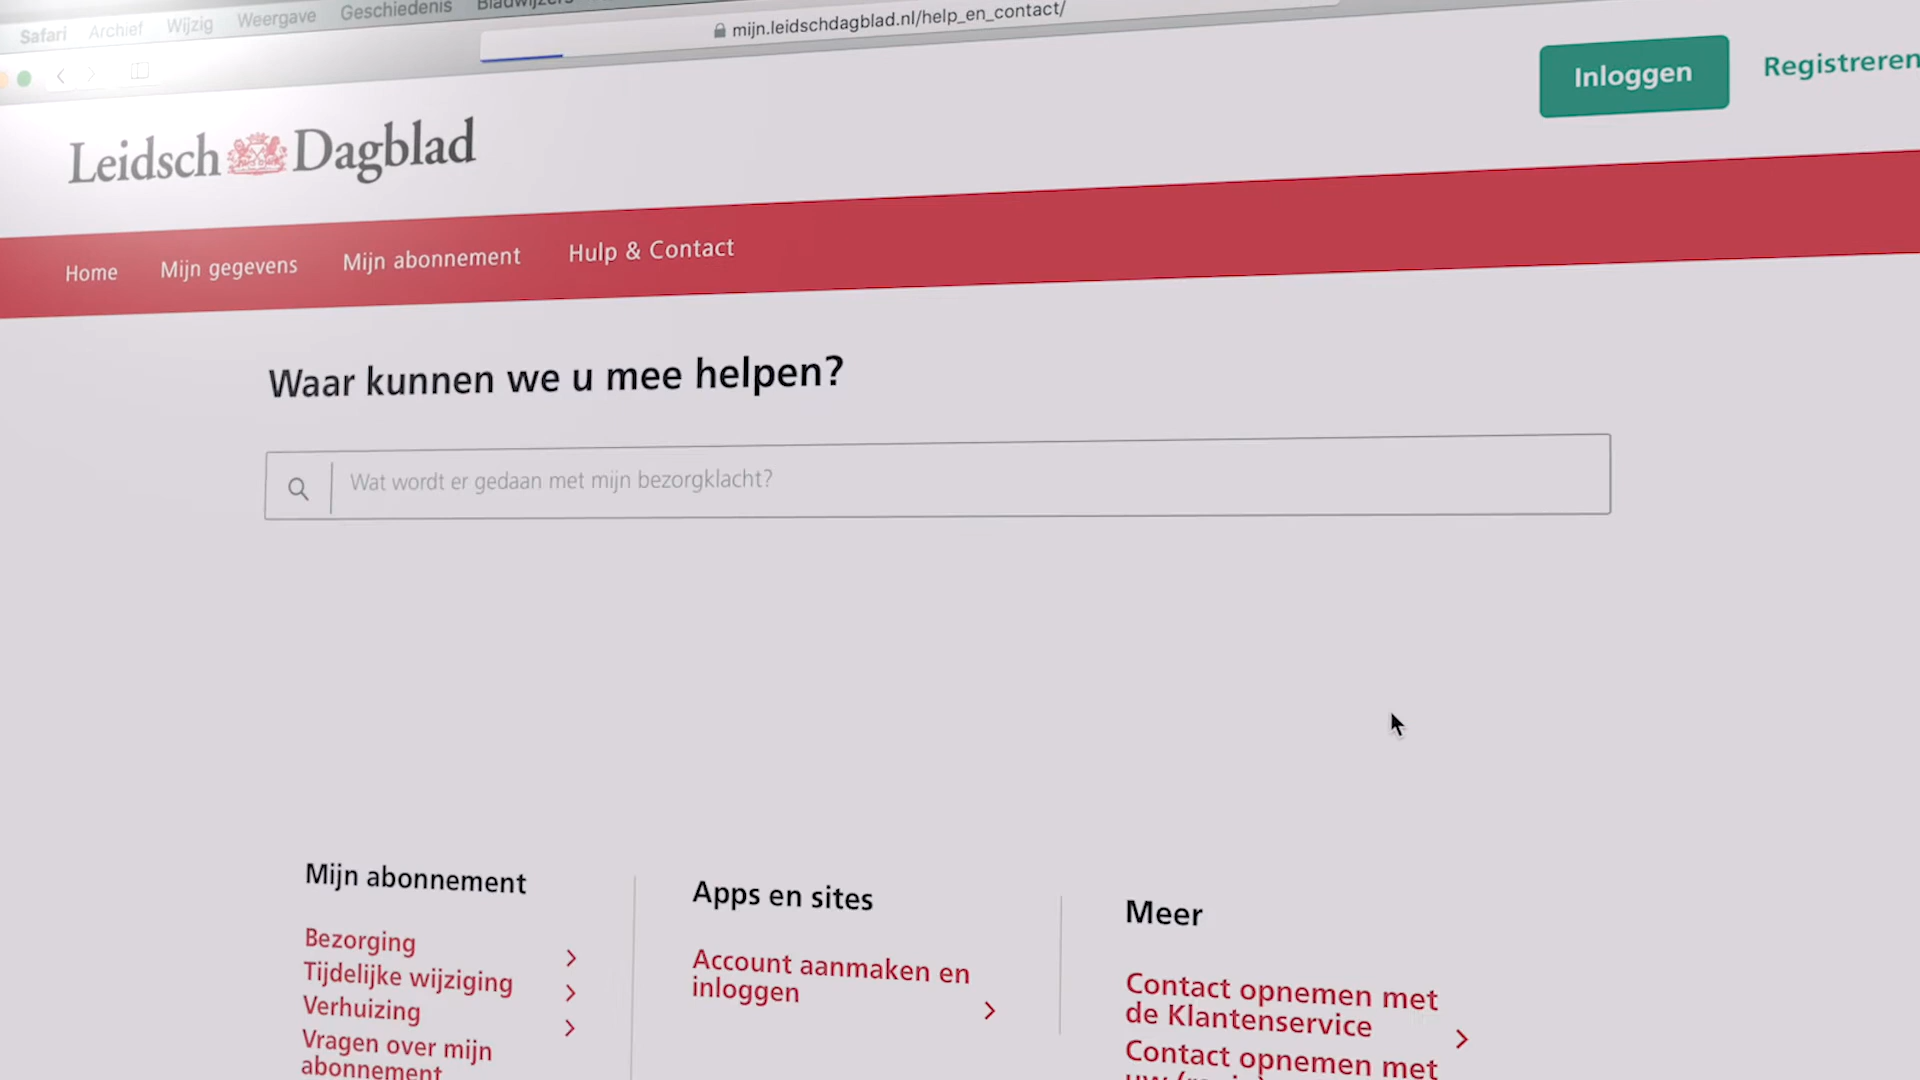 Safari Archief Wijzig Weergave Geschiedenis
mijn.leidschdagblad.nl/help_en_contact/
Inloggen Registreren
Leidsch Dagblad
Home Mijn gegevens Mijn abonnement Hulp & Contact
Waar kunnen we u mee helpen?
Wat wordt er gedaan met mijn bezorgklacht?
Mijn abonnement
Bezorging
Tijdelijke wijziging
Verhuizing
Vragen over mijn
abonnement
Apps en sites
Account aanmaken en
inloggen
Meer
Contact opnemen met
de Klantenservice
Contact opnemen met